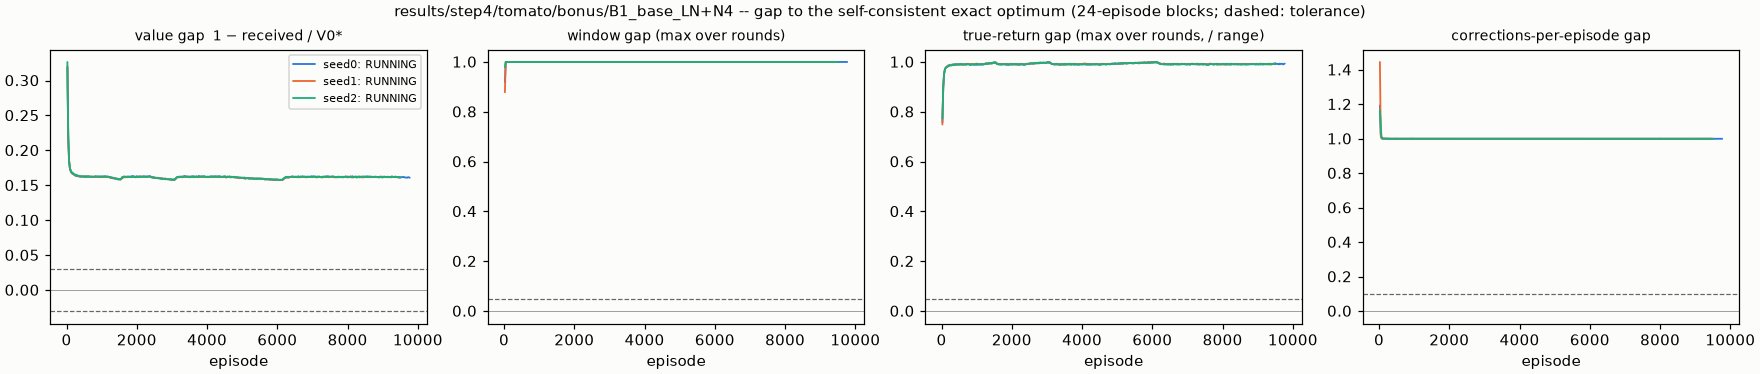 results/step4/tomato/bonus/B1_base_LN+N4 -- gap to the self-consistent exact optimum (24-episode blocks; dashed: tolerance)
value gap 1 − received / V0*
0.30
0.25
0.20
0.15
0.10
0.05
0.00
seed0: RUNNING
seed1: RUNNING
seed2: RUNNING
0 2000 4000 6000 8000 10000
episode
window gap (max over rounds)
1.0
0.8
0.6
0.4
0.2
0.0
0 2000 4000 6000 8000 10000
episode
true-return gap (max over rounds, / range)
1.0
0.8
0.6
0.4
0.2
0.0
0 2000 4000 6000 8000 10000
episode
corrections-per-episode gap
1.4
1.2
1.0
0.8
0.6
0.4
0.2
0.0
0 2000 4000 6000 8000 10000
episode